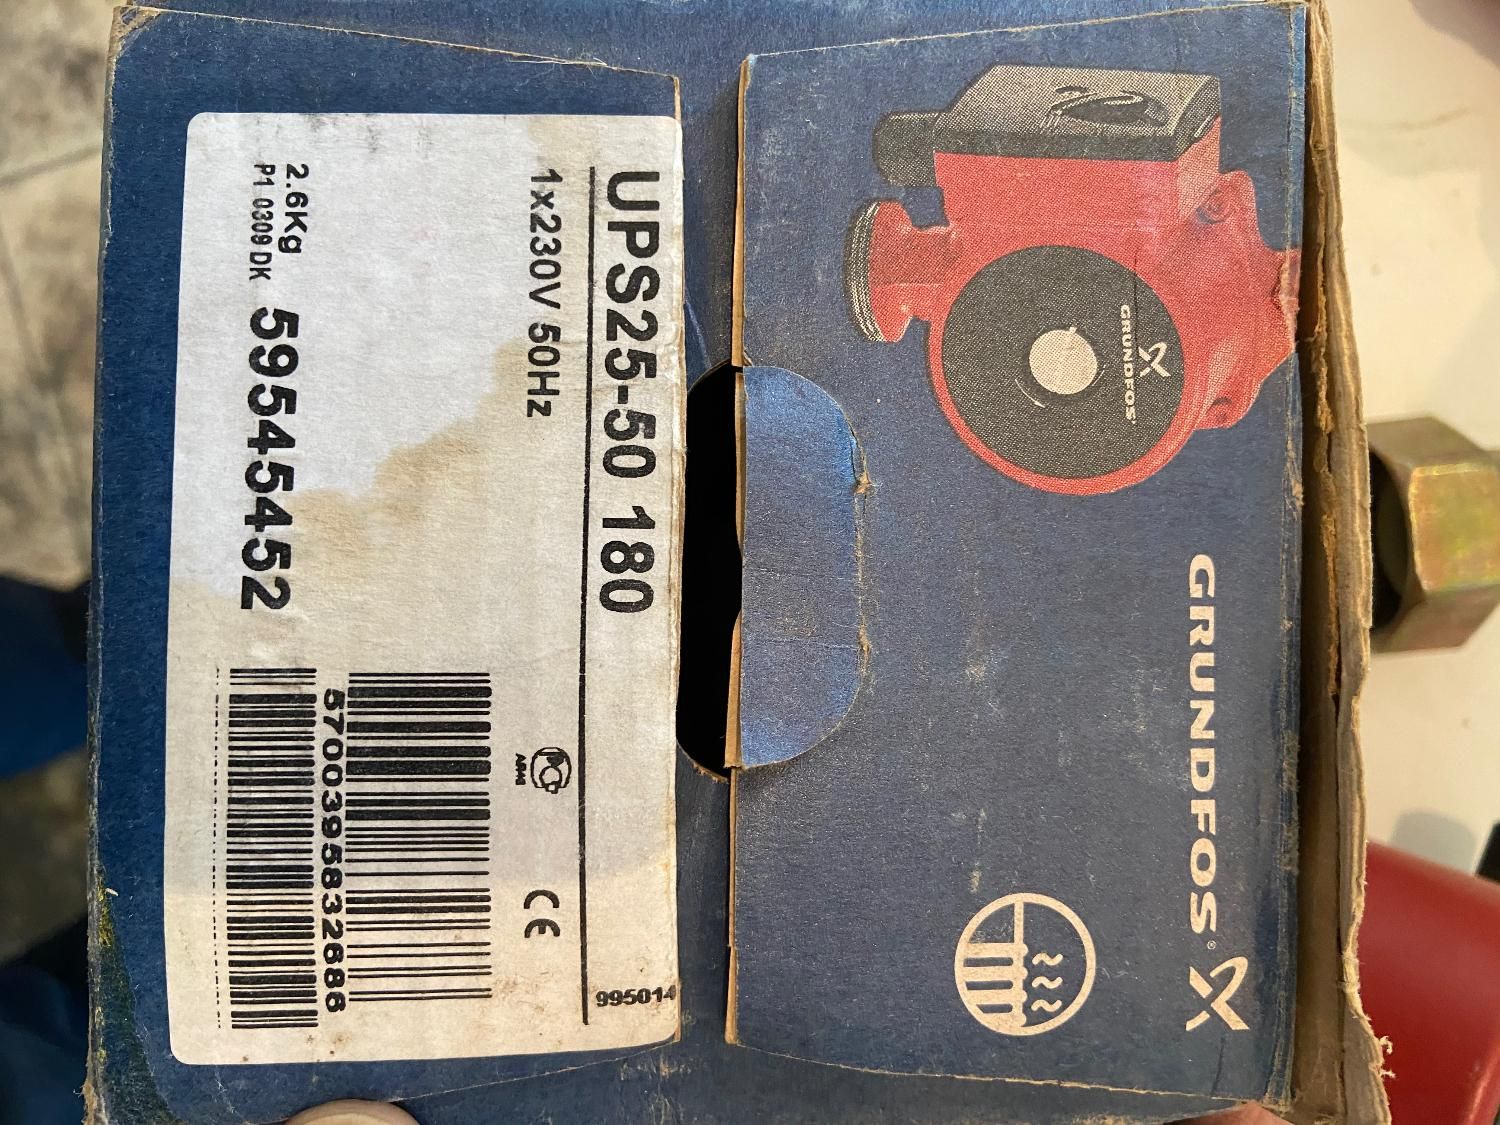 GRUNDFOS
GRUNDFOS®
UPS25-50 180
995014
1x230V 50Hz
CE
2.6Kg
P1 0309 DK
59545452
5700395832686